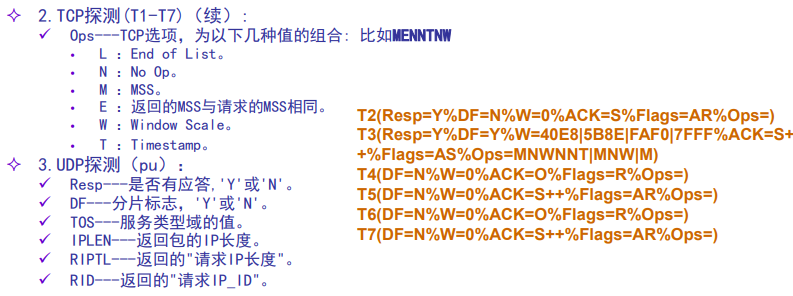 ✧ 2.TCP探测(T1-T7)(续):
✓ Ops---TCP选项, 为以下几种值的组合: 比如MENNTNW
• L : End of List。
• N : No Op。
• M : MSS。
• E : 返回的MSS与请求的MSS相同。
• W : Window Scale。
• T : Timestamp。
✧ 3.UDP探测(pu):
✓ Resp---是否有应答,'Y'或'N'。
✓ DF---分片标志, 'Y'或'N'。
✓ TOS---服务类型域的值。
✓ IPLEN---返回包的IP长度。
✓ RIPTL---返回的"请求IP长度"。
✓ RID---返回的"请求IP_ID"。
T2(Resp=Y%DF=N%W=0%ACK=S%Flags=AR%Ops=)
T3(Resp=Y%DF=Y%W=40E8|5B8E|FAF0|7FFF%ACK=S+
+%Flags=AS%Ops=MNWNNT|MNW|M)
T4(DF=N%W=0%ACK=O%Flags=R%Ops=)
T5(DF=N%W=0%ACK=S++%Flags=AR%Ops=)
T6(DF=N%W=0%ACK=O%Flags=R%Ops=)
T7(DF=N%W=0%ACK=S++%Flags=AR%Ops=)